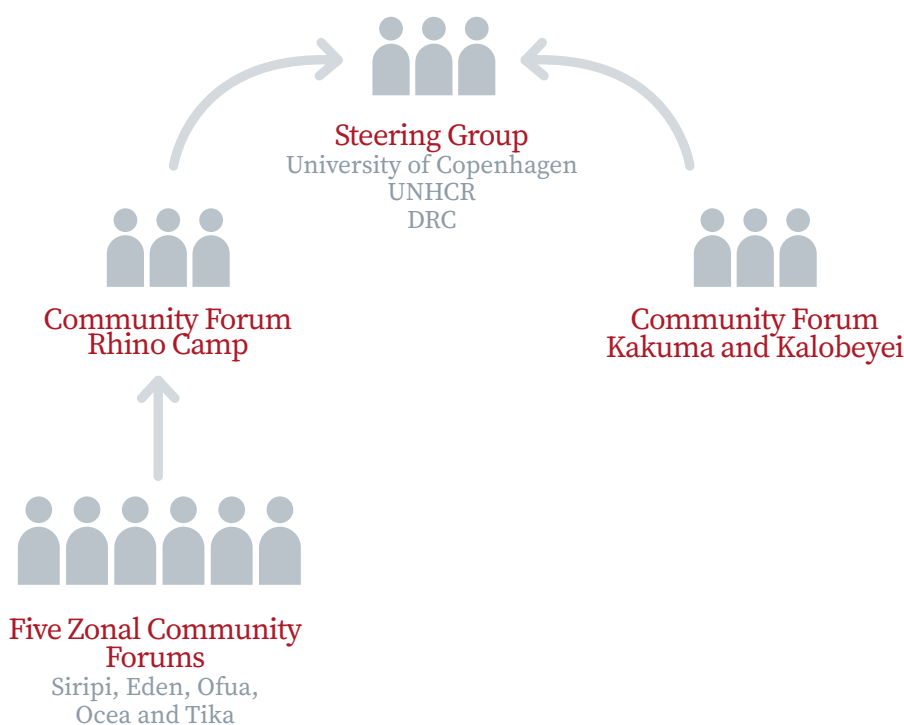 Steering Group
University of Copenhagen
UNHCR
DRC
Community Forum
Rhino Camp
Community Forum
Kakuma and Kalobeyei
Five Zonal Community
Forums
Siripi, Eden, Ofua,
Ocea and Tika